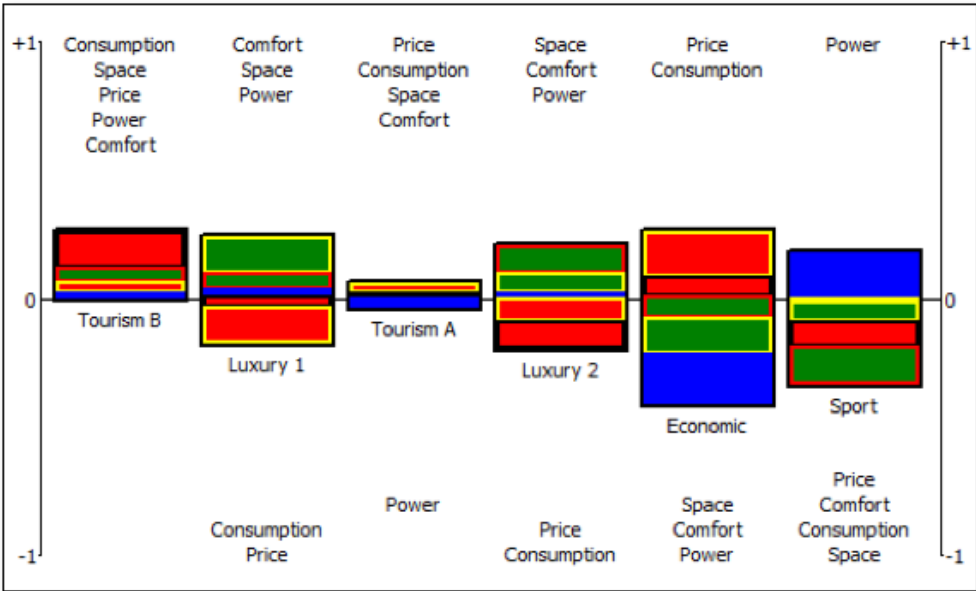 +1
Consumption
Space
Price
Power
Comfort
Comfort
Space
Power
Price
Consumption
Space
Comfort
Space
Comfort
Power
Price
Consumption
Power
+1
0
Tourism B
Luxury 1
Tourism A
Luxury 2
Economic
Sport
0
-1
Consumption
Price
Power
Price
Consumption
Space
Comfort
Power
Price
Comfort
Consumption
Space
-1